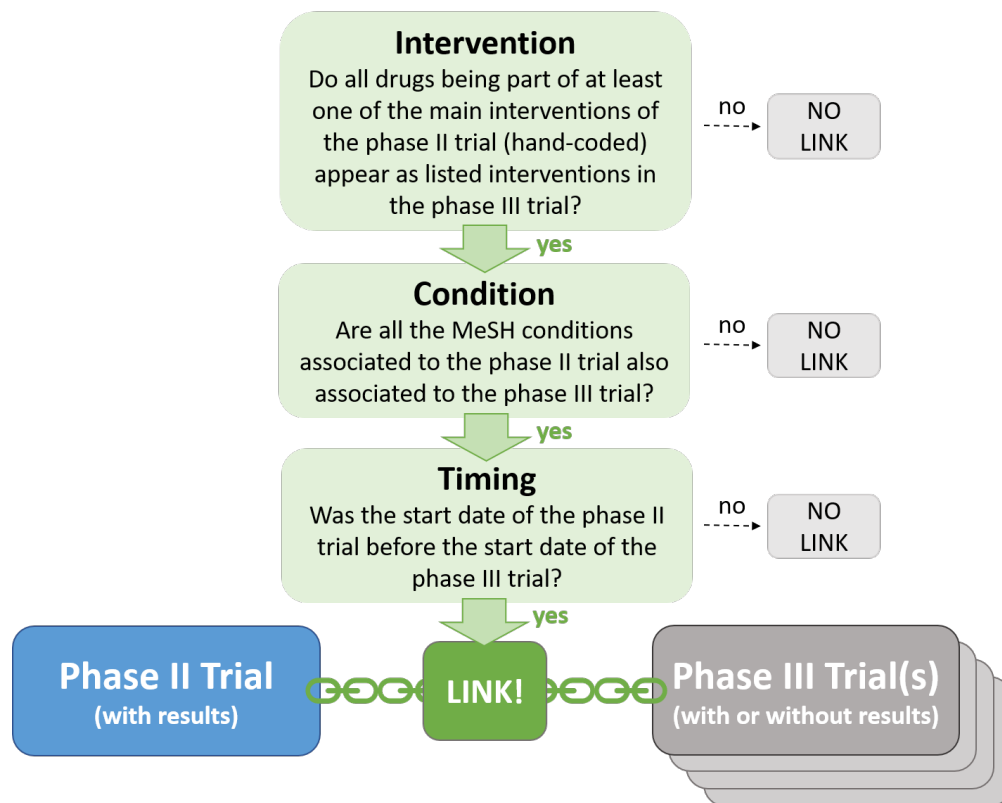 Intervention
Do all drugs being part of at least
one of the main interventions of
the phase II trial (hand-coded)
appear as listed interventions in
the phase III trial?
no
NO
LINK
yes
Condition
Are all the MeSH conditions
associated to the phase II trial also
associated to the phase III trial?
no
NO
LINK
yes
Timing
Was the start date of the phase II
trial before the start date of the
phase III trial?
no
NO
LINK
yes
Phase II Trial
(with results)
LINK!
Phase III Trial(s)
(with or without results)